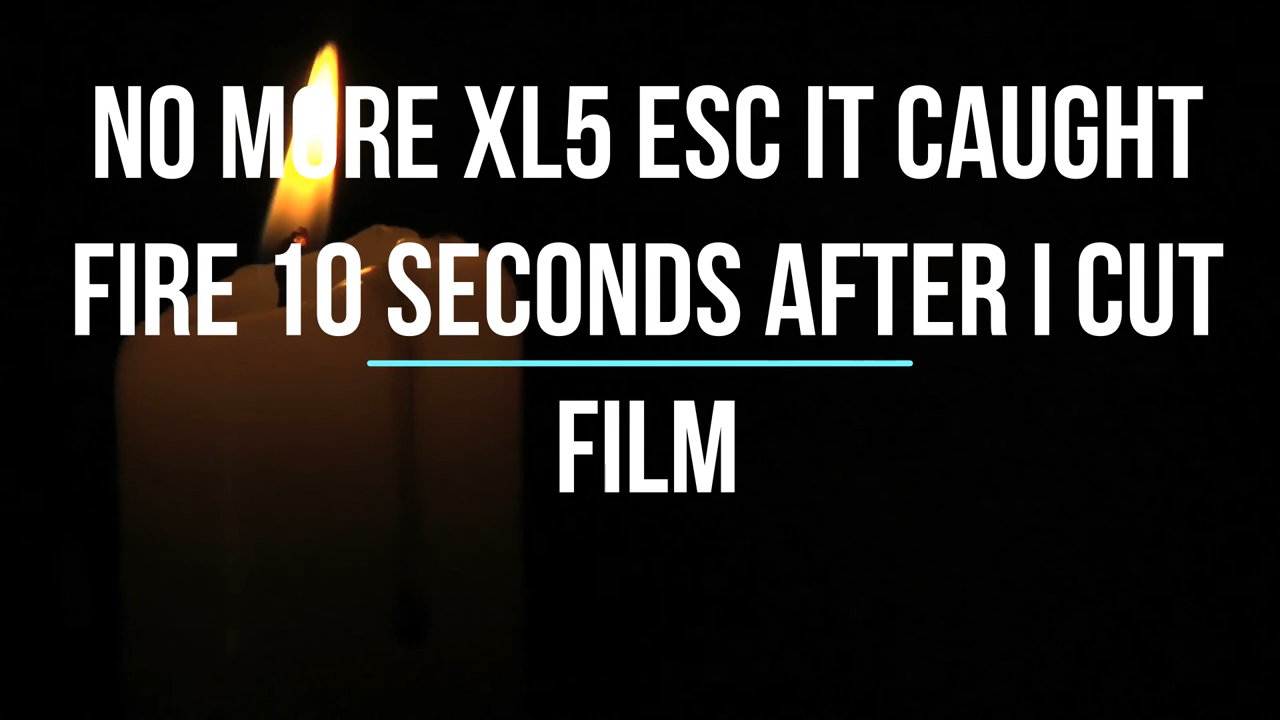 NO MORE XL5 ESC IT CAUGHT
FIRE 10 SECONDS AFTER I CUT
FILM